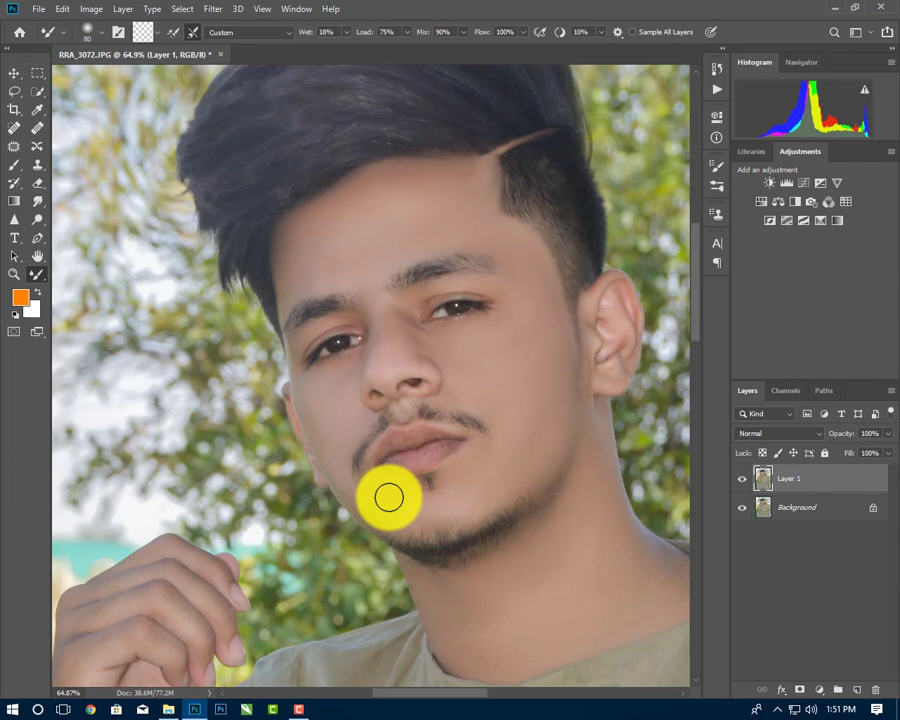 Ps File Edit Image Layer Type Select Filter 3D View Window Help
80 Custom Wet: 18% Load: 75% Mix: 90% Flow: 100% 10% Sample All Layers
RRA_3072.JPG @ 64.9% (Layer 1, RGB/8) *
Histogram Navigator
Libraries Adjustments
Add an adjustment
Layers Channels Paths
Kind
Normal Opacity: 100%
Lock: Fill: 100%
Layer 1
Background
64.87% Doc: 38.6M/77.2M
1:51 PM